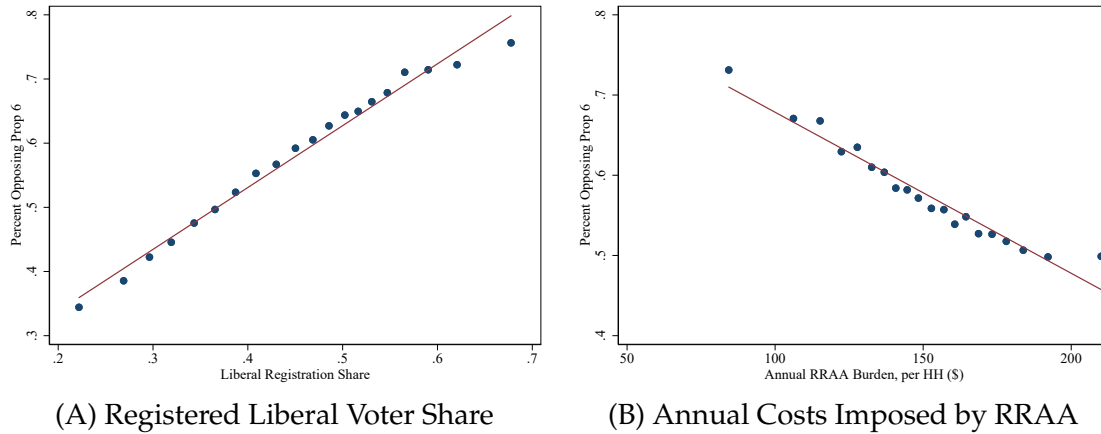 .8
.7
.6
.5
.4
.3
Percent Opposing Prop 6
.2 .3 .4 .5 .6 .7
Liberal Registration Share
(A) Registered Liberal Voter Share
.8
.7
.6
.5
.4
Percent Opposing Prop 6
50 100 150 200
Annual RRAA Burden, per HH ($)
(B) Annual Costs Imposed by RRAA